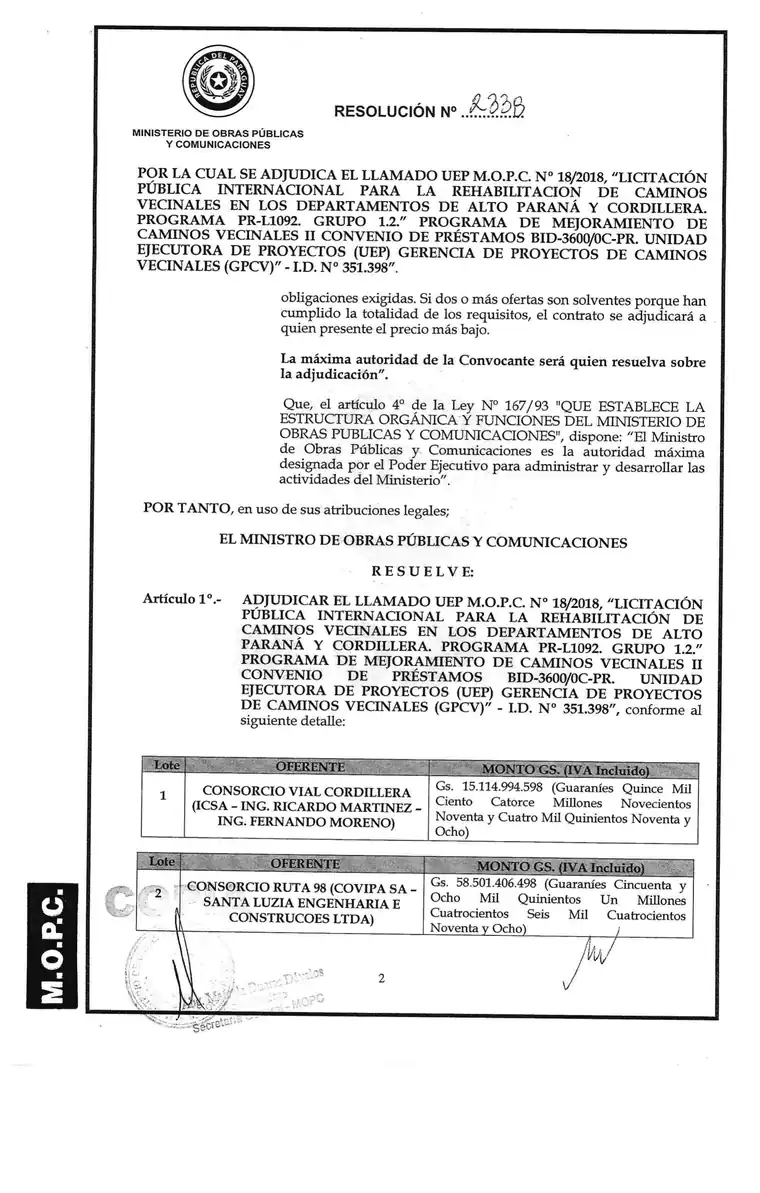 REPUBLICA DEL PARAGUAY
RESOLUCIÓN Nº 2338
MINISTERIO DE OBRAS PÚBLICAS
Y COMUNICACIONES
POR LA CUAL SE ADJUDICA EL LLAMADO UEP M.O.P.C. Nº 18/2018, "LICITACIÓN
PÚBLICA INTERNACIONAL PARA LA REHABILITACION DE CAMINOS
VECINALES EN LOS DEPARTAMENTOS DE ALTO PARANÁ Y CORDILLERA.
PROGRAMA PR-L1092. GRUPO 1.2." PROGRAMA DE MEJORAMIENTO DE
CAMINOS VECINALES II CONVENIO DE PRÉSTAMOS BID-3600/0C-PR. UNIDAD
EJECUTORA DE PROYECTOS (UEP) GERENCIA DE PROYECTOS DE CAMINOS
VECINALES (GPCV)" - I.D. Nº 351.398".
obligaciones exigidas. Si dos o más ofertas son solventes porque han
cumplido la totalidad de los requisitos, el contrato se adjudicará a
quien presente el precio más bajo.
La máxima autoridad de la Convocante será quien resuelva sobre
la adjudicación".
Que, el artículo 4º de la Ley Nº 167/93 "QUE ESTABLECE LA
ESTRUCTURA ORGÁNICA Y FUNCIONES DEL MINISTERIO DE
OBRAS PUBLICAS Y COMUNICACIONES", dispone: "El Ministro
de Obras Públicas y Comunicaciones es la autoridad máxima
designada por el Poder Ejecutivo para administrar y desarrollar las
actividades del Ministerio".
POR TANTO, en uso de sus atribuciones legales;
EL MINISTRO DE OBRAS PÚBLICAS Y COMUNICACIONES
R E S U E L V E:
Artículo 1º.- ADJUDICAR EL LLAMADO UEP M.O.P.C. Nº 18/2018, "LICITACIÓN
PÚBLICA INTERNACIONAL PARA LA REHABILITACIÓN DE
CAMINOS VECINALES EN LOS DEPARTAMENTOS DE ALTO
PARANÁ Y CORDILLERA. PROGRAMA PR-L1092. GRUPO 1.2."
PROGRAMA DE MEJORAMIENTO DE CAMINOS VECINALES II
CONVENIO DE PRÉSTAMOS BID-3600/0C-PR. UNIDAD
EJECUTORA DE PROYECTOS (UEP) GERENCIA DE PROYECTOS
DE CAMINOS VECINALES (GPCV)" - I.D. Nº 351.398", conforme al
siguiente detalle:
Lote OFERENTE MONTO GS. (IVA Incluido)
1 CONSORCIO VIAL CORDILLERA
(ICSA – ING. RICARDO MARTINEZ –
ING. FERNANDO MORENO)
Gs. 15.114.994.598 (Guaraníes Quince Mil
Ciento Catorce Millones Novecientos
Noventa y Cuatro Mil Quinientos Noventa y
Ocho)
Lote OFERENTE MONTO GS. (IVA Incluido)
2 CONSORCIO RUTA 98 (COVIPA SA –
SANTA LUZIA ENGENHARIA E
CONSTRUCOES LTDA)
Gs. 58.501.406.498 (Guaraníes Cincuenta y
Ocho Mil Quinientos Un Millones
Cuatrocientos Seis Mil Cuatrocientos
Noventa y Ocho)
M.O.P.C.
2
MOPC